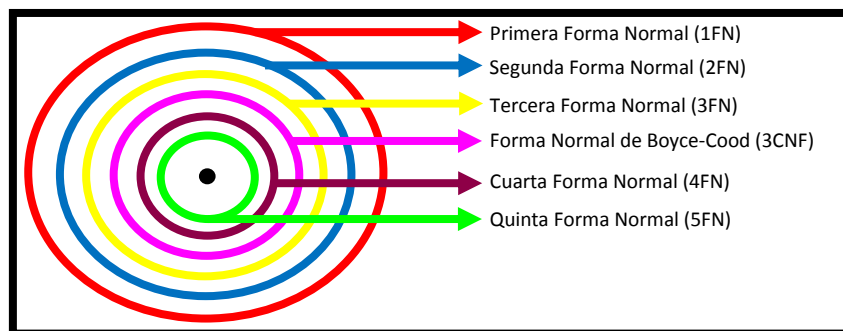 Primera Forma Normal (1FN)
Segunda Forma Normal (2FN)
Tercera Forma Normal (3FN)
Forma Normal de Boyce-Cood (3CNF)
Cuarta Forma Normal (4FN)
Quinta Forma Normal (5FN)